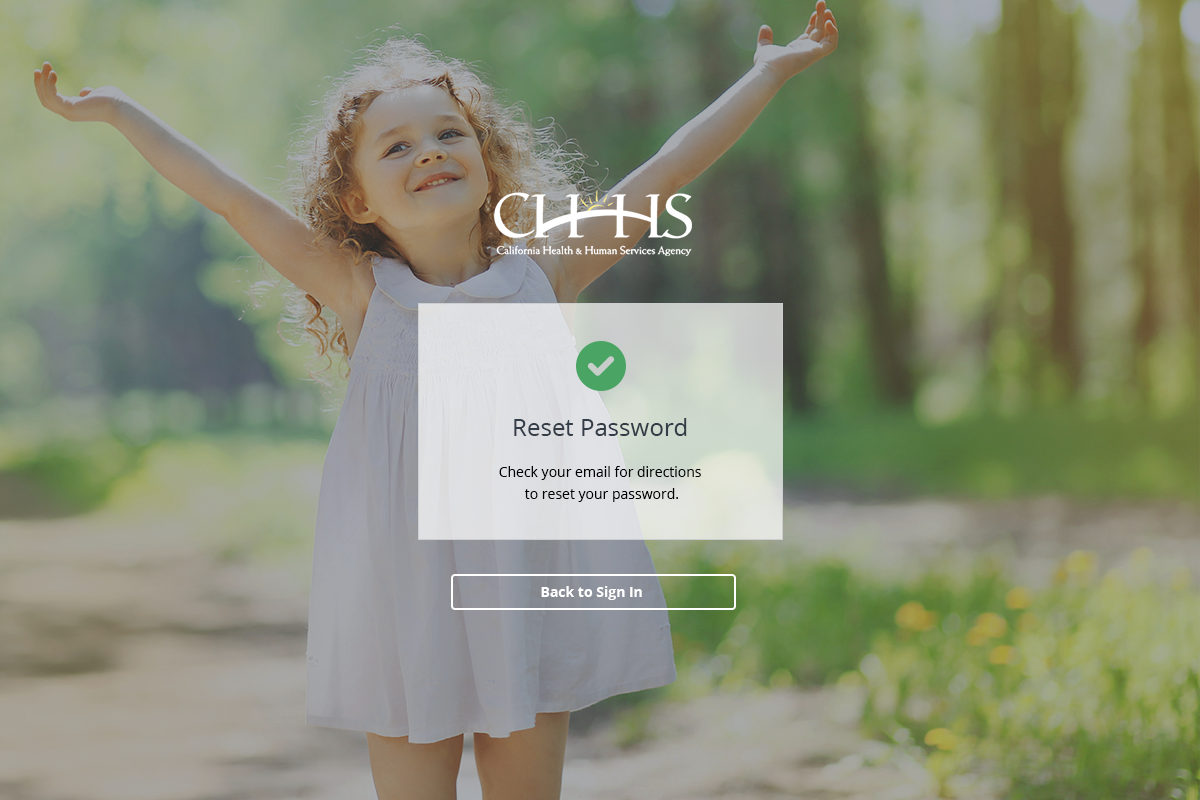 CHHS
California Health & Human Services Agency
Reset Password
Check your email for directions
to reset your password.
Back to Sign In